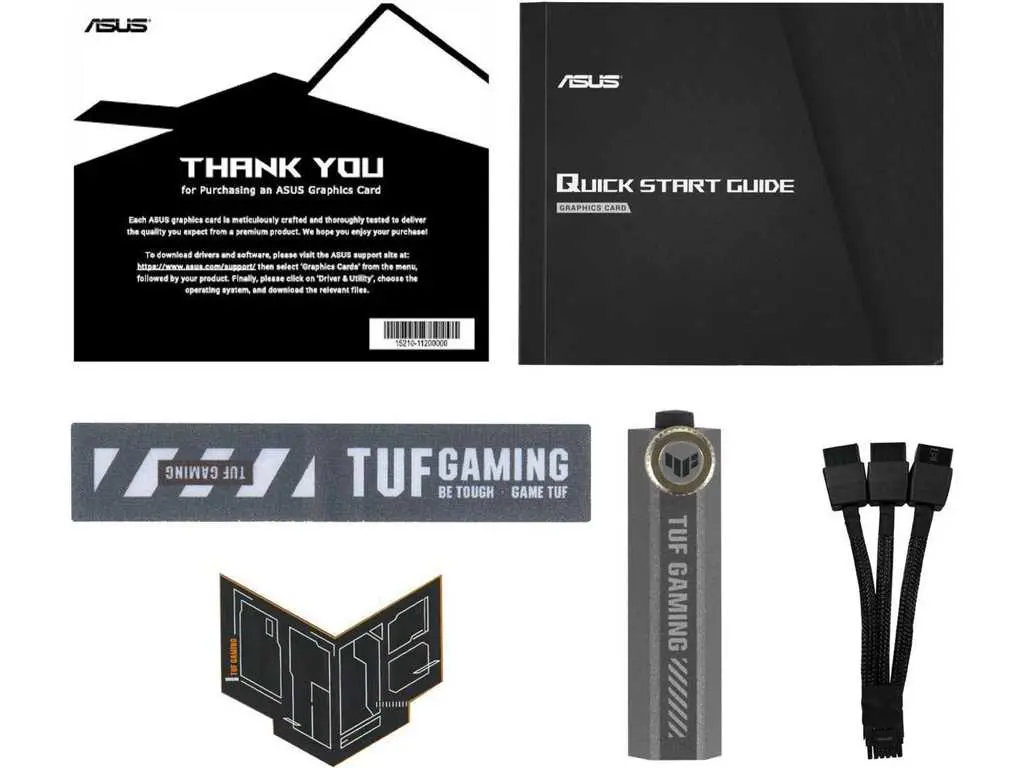 ASUS
THANK YOU
for Purchasing an ASUS Graphics Card
Each ASUS graphics card is meticulously crafted and thoroughly tested to deliver
the quality you expect from a premium product. We hope you enjoy your purchase!
To download drivers and software, please visit the ASUS support site at:
https://www.asus.com/support/ then select 'Graphics Cards' from the menu,
followed by your product. Finally, please click on 'Driver & Utility', choose the
operating system, and download the relevant files.
15210-11200000
ASUS
QUICK START GUIDE
GRAPHICS CARD
TUF GAMING
TUF GAMING
BE TOUGH · GAME TUF
TUF GAMING
TUF GAMING